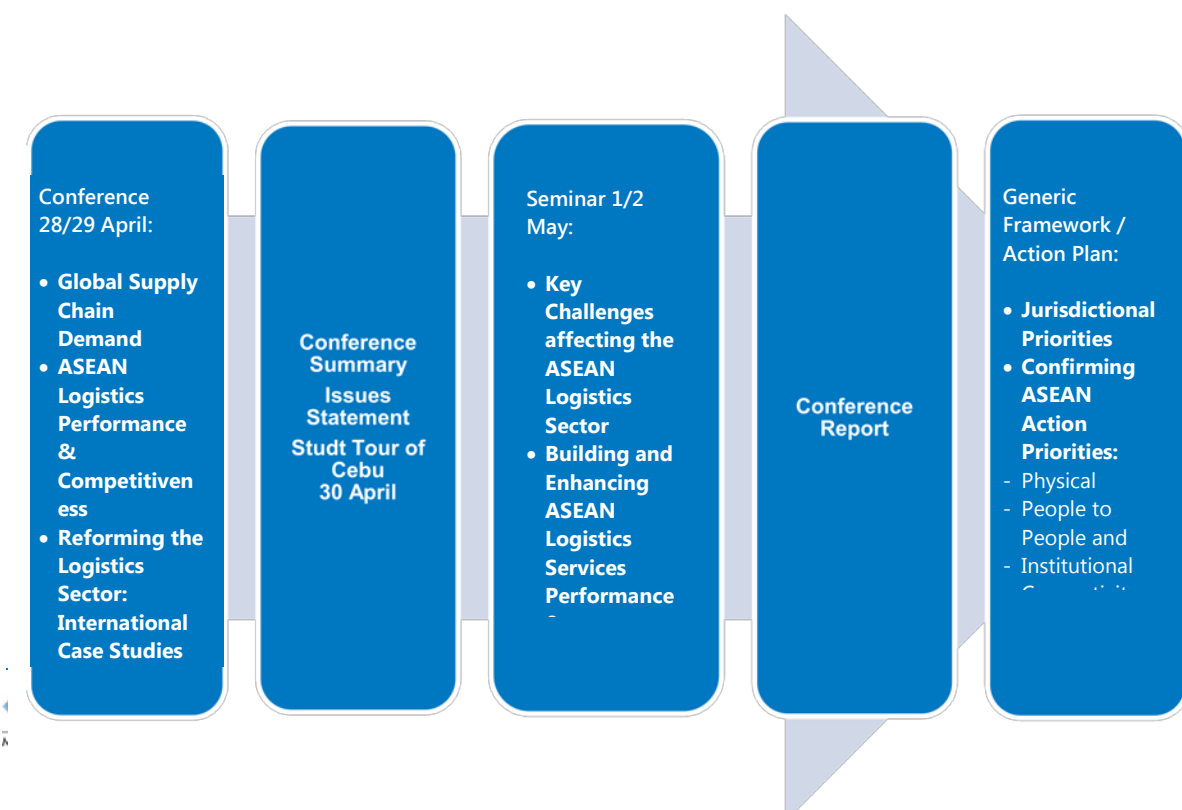 Conference
28/29 April:
• Global Supply
Chain
Demand
• ASEAN
Logistics
Performance
&
Competitiven
ess
• Reforming the
Logistics
Sector:
International
Case Studies
Conference
Summary
Issues
Statement
Studt Tour of
Cebu
30 April
Seminar 1/2
May:
• Key
Challenges
affecting the
ASEAN
Logistics
Sector
• Building and
Enhancing
ASEAN
Logistics
Services
Performance
Conference
Report
Generic
Framework /
Action Plan:
• Jurisdictional
Priorities
• Confirming
ASEAN
Action
Priorities:
- Physical
- People to
People and
- Institutional